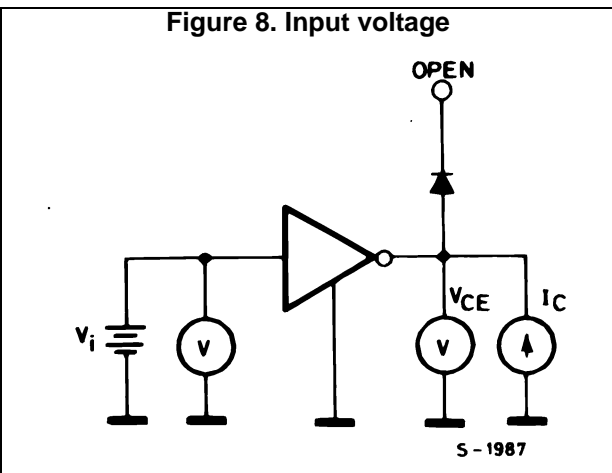 Figure 8. Input voltage
OPEN
Vi
V
VCE
V
IC
S-1987